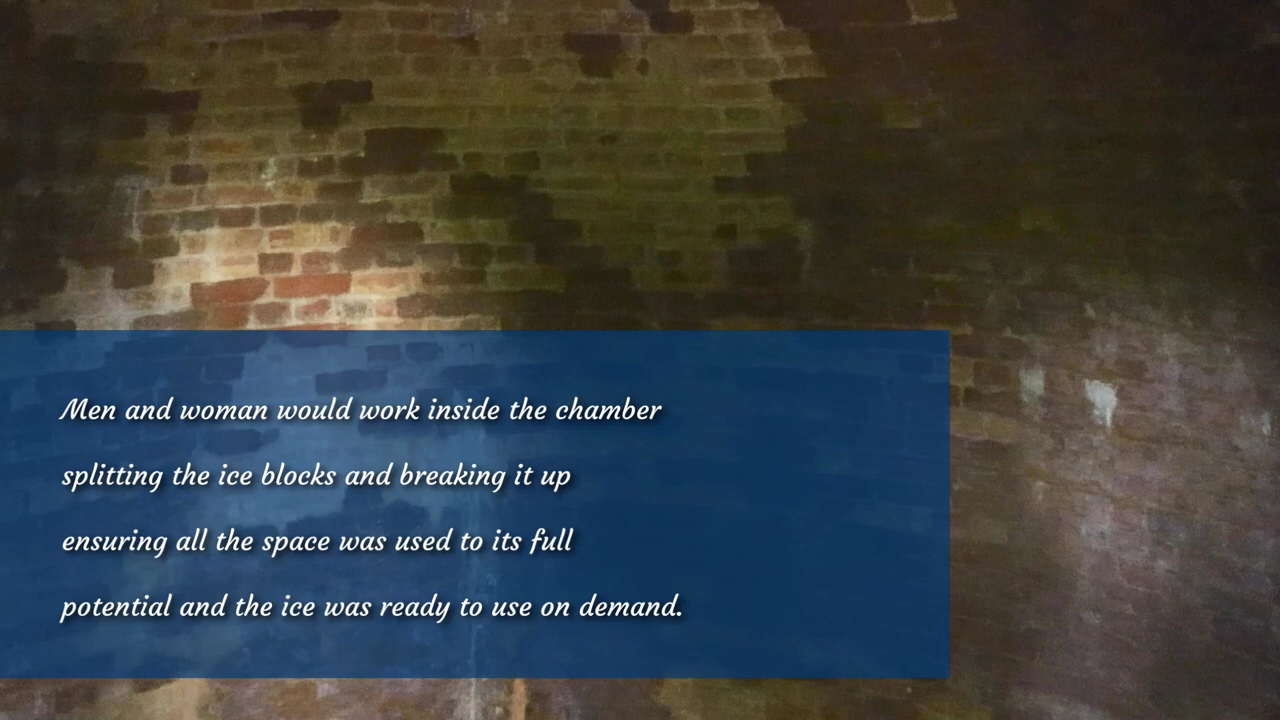 Men and woman would work inside the chamber
splitting the ice blocks and breaking it up
ensuring all the space was used to its full
potential and the ice was ready to use on demand.